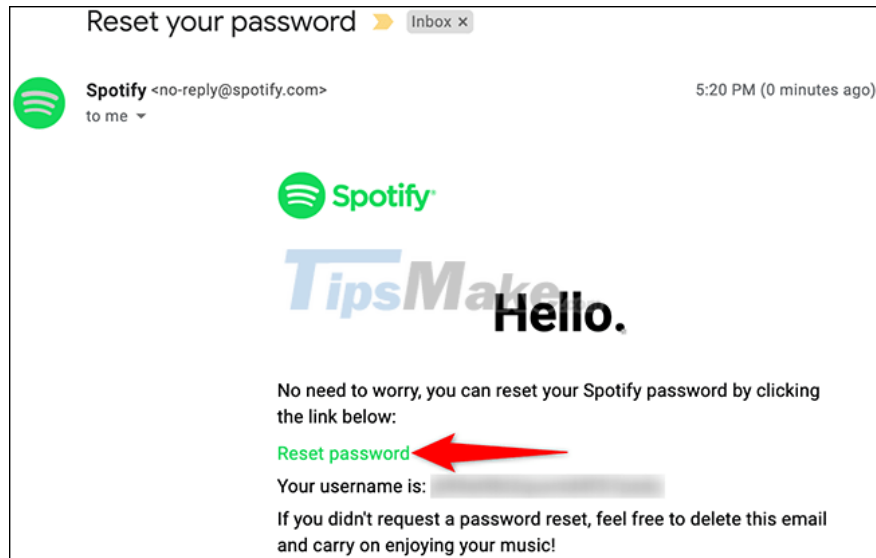 Reset your password Inbox ×
Spotify <no-reply@spotify.com> 5:20 PM (0 minutes ago)
to me
Spotify
TipsMake.com
Hello.
No need to worry, you can reset your Spotify password by clicking
the link below:
Reset password
Your username is:
If you didn't request a password reset, feel free to delete this email
and carry on enjoying your music!